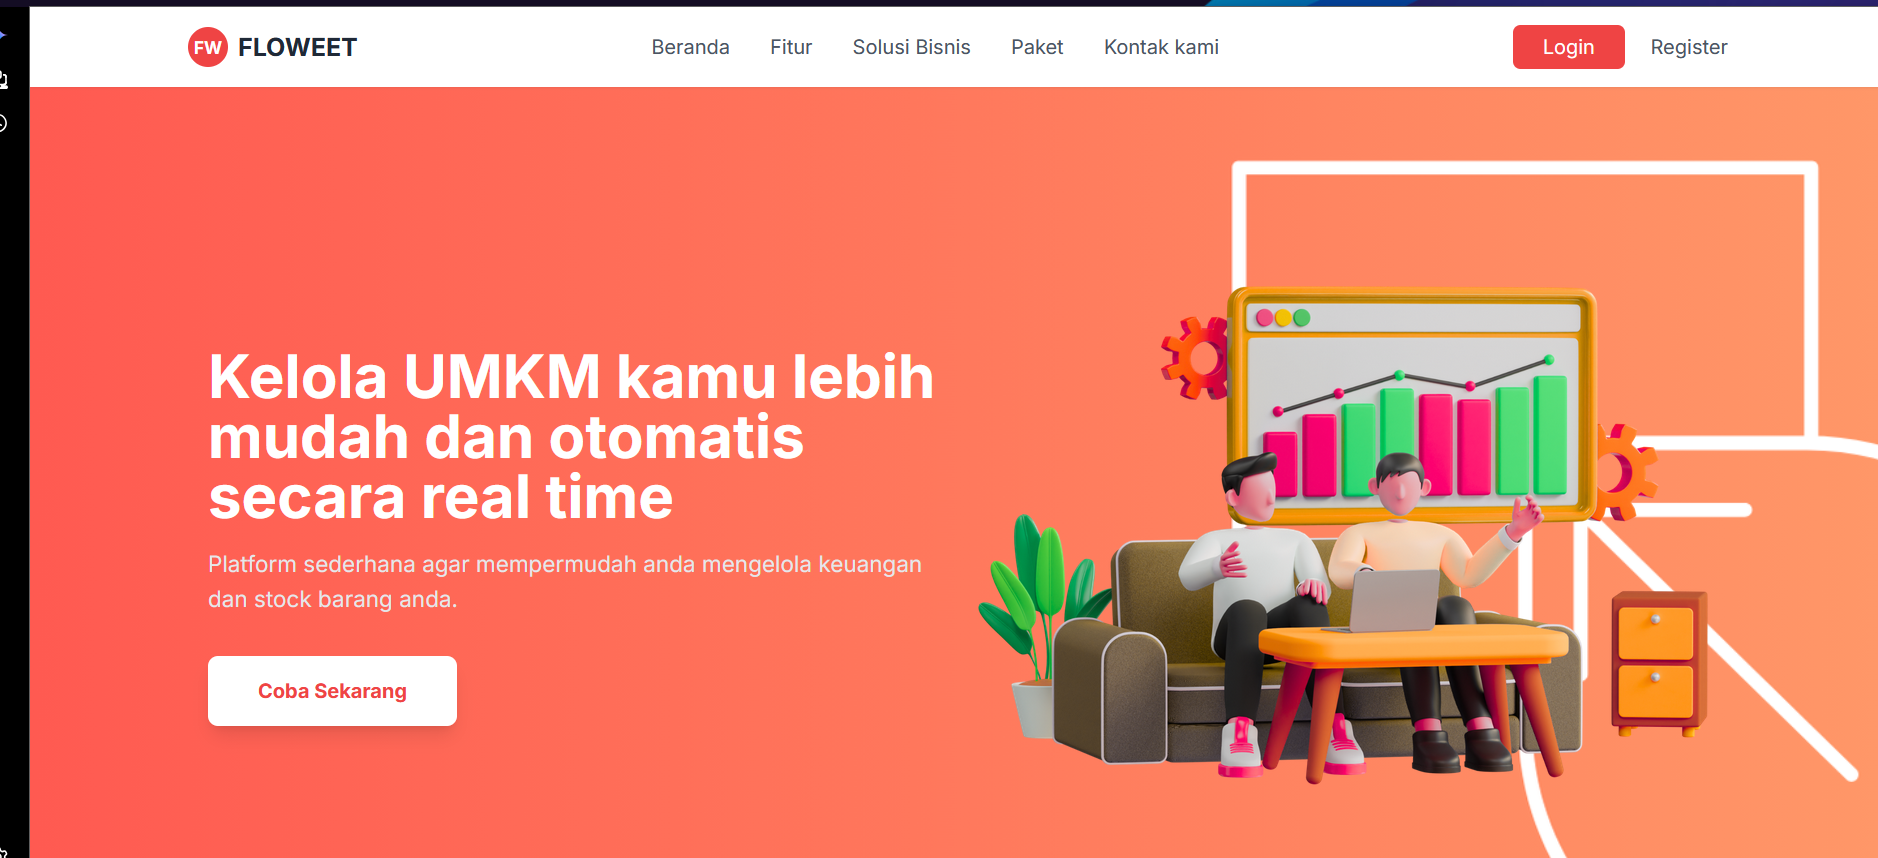 FW FLOWEET
Beranda Fitur Solusi Bisnis Paket Kontak kami
Login Register
Kelola UMKM kamu lebih
mudah dan otomatis
secara real time
Platform sederhana agar mempermudah anda mengelola keuangan
dan stock barang anda.
Coba Sekarang